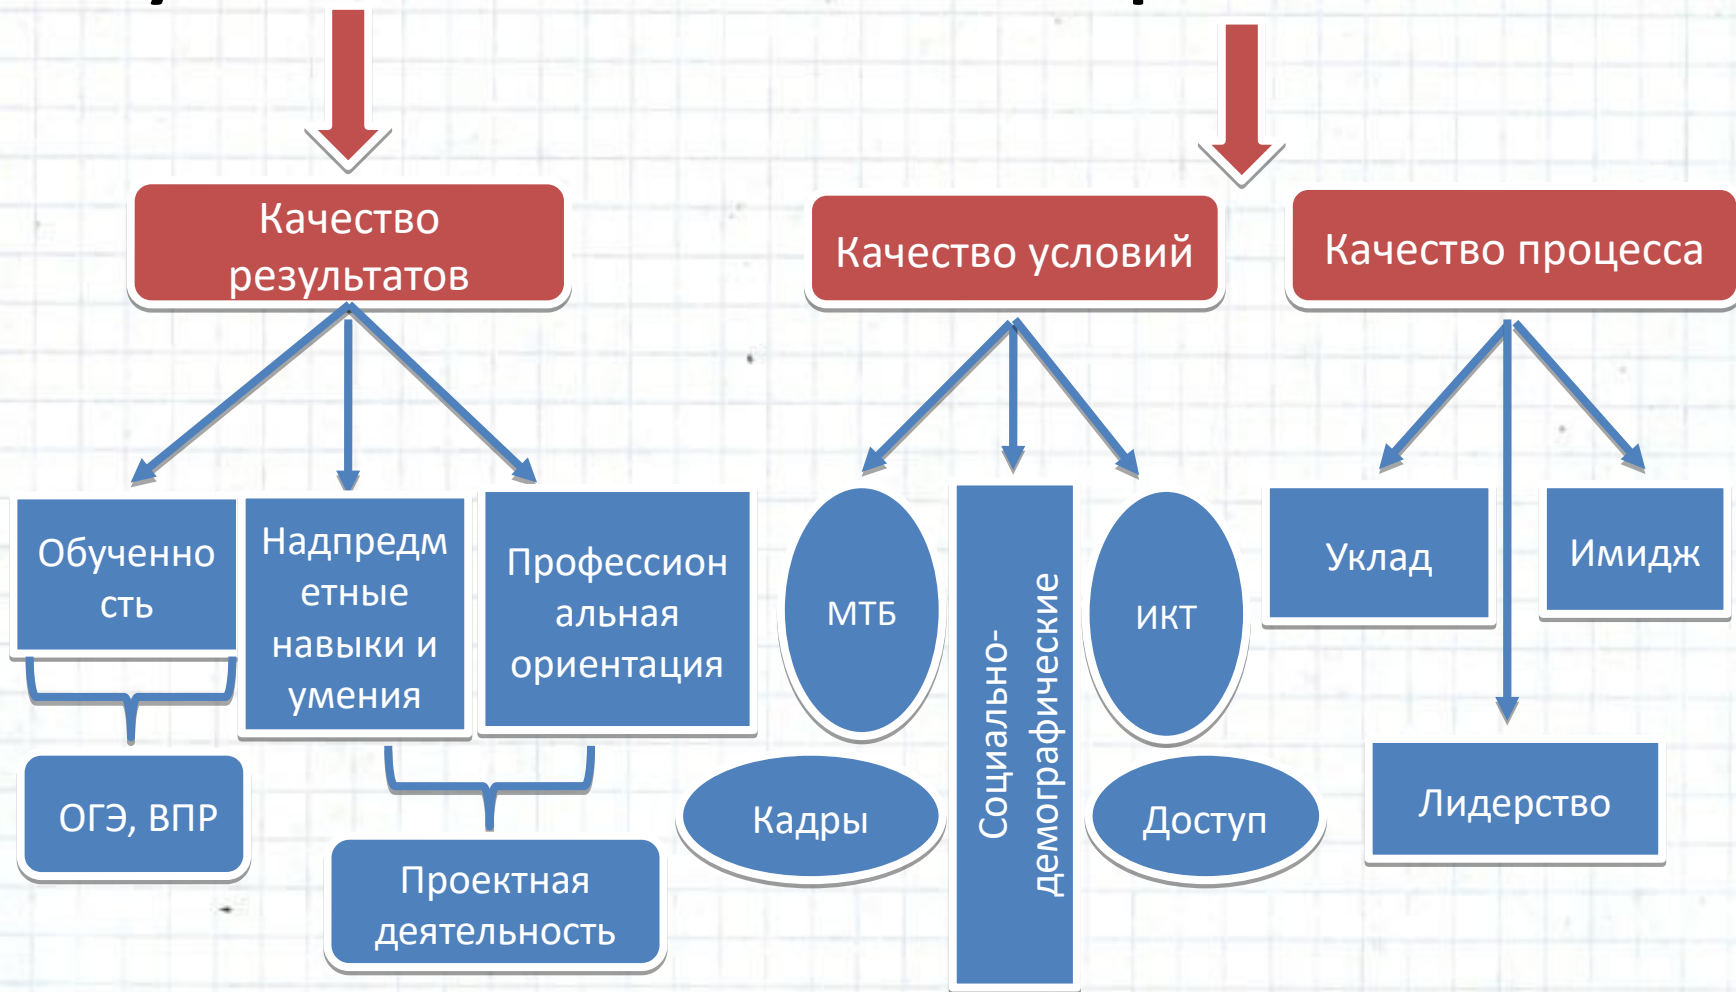 Качество
результатов
Качество условий
Качество процесса
Обученно
сть
Надпредм
етные
навыки и
умения
Профессион
альная
ориентация
МТБ
Социально-
демографические
ИКТ
Уклад
Имидж
ОГЭ, ВПР
Проектная
деятельность
Кадры
Доступ
Лидерство